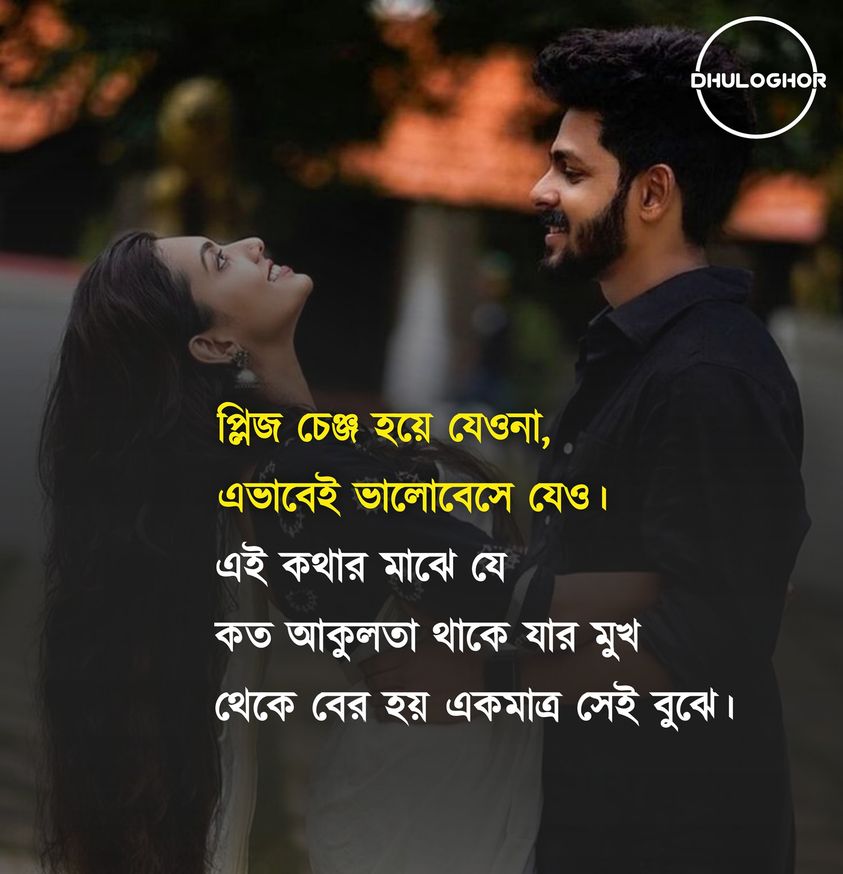 DHULOGHOR
প্লিজ চেঞ্জ হয়ে যেওনা,
এভাবেই ভালোবেসে যেও।
এই কথার মাঝে যে
কত আকুলতা থাকে যার মুখ
থেকে বের হয় একমাত্র সেই বুঝে।